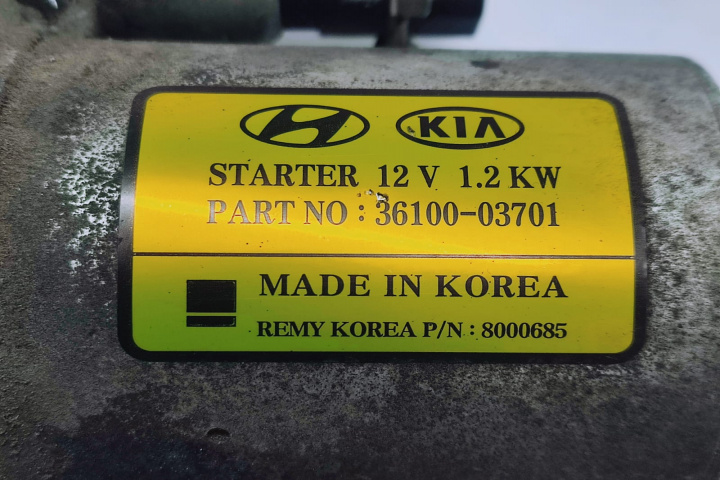 KIA
STARTER 12 V 1.2 KW
PART NO : 36100-03701
MADE IN KOREA
REMY KOREA P/N : 8000685